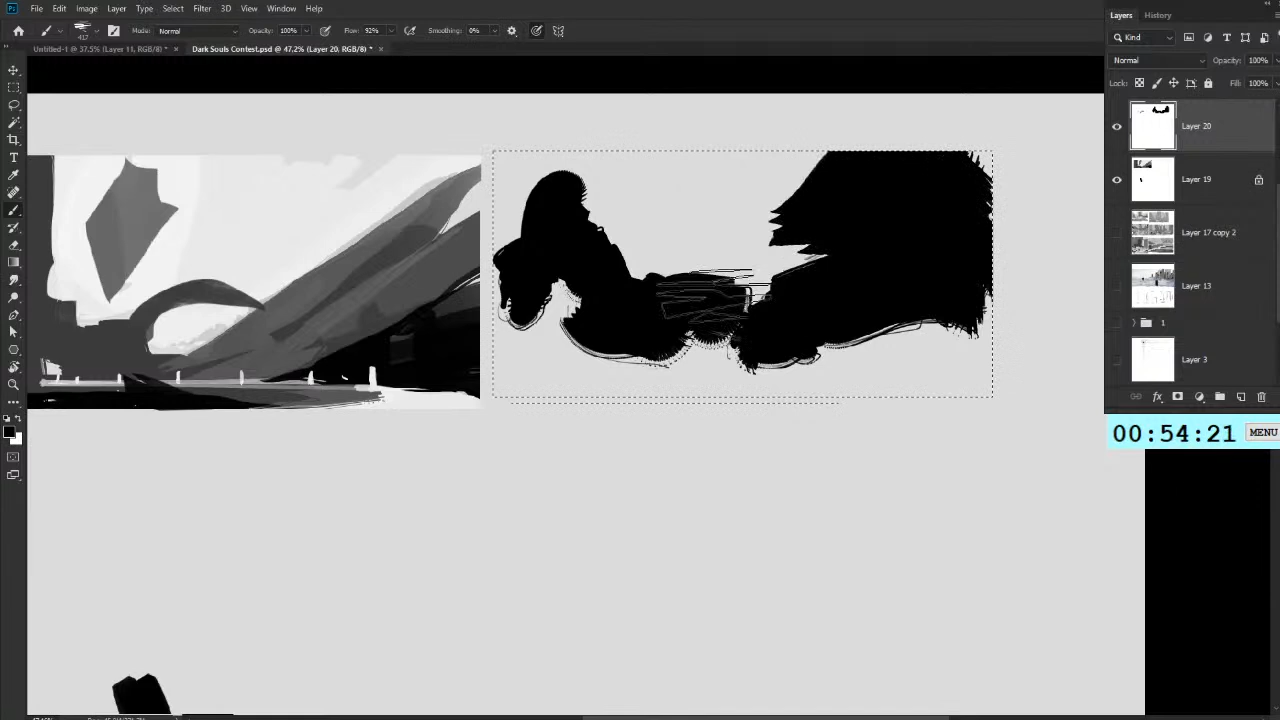 Ps File Edit Image Layer Type Select Filter 3D View Window Help
417 Mode: Normal Opacity: 100% Flow: 92% Smoothing: 0%
Untitled-1 @ 37.5% (Layer 11, RGB/8) * × Dark Souls Contest.psd @ 47.2% (Layer 20, RGB/8) * ×
Layers History
Kind
Normal Opacity: 100%
Lock: Fill: 100%
Layer 20
Layer 19
Layer 17 copy 2
Layer 13
1
Layer 3
00:54:21 MENU